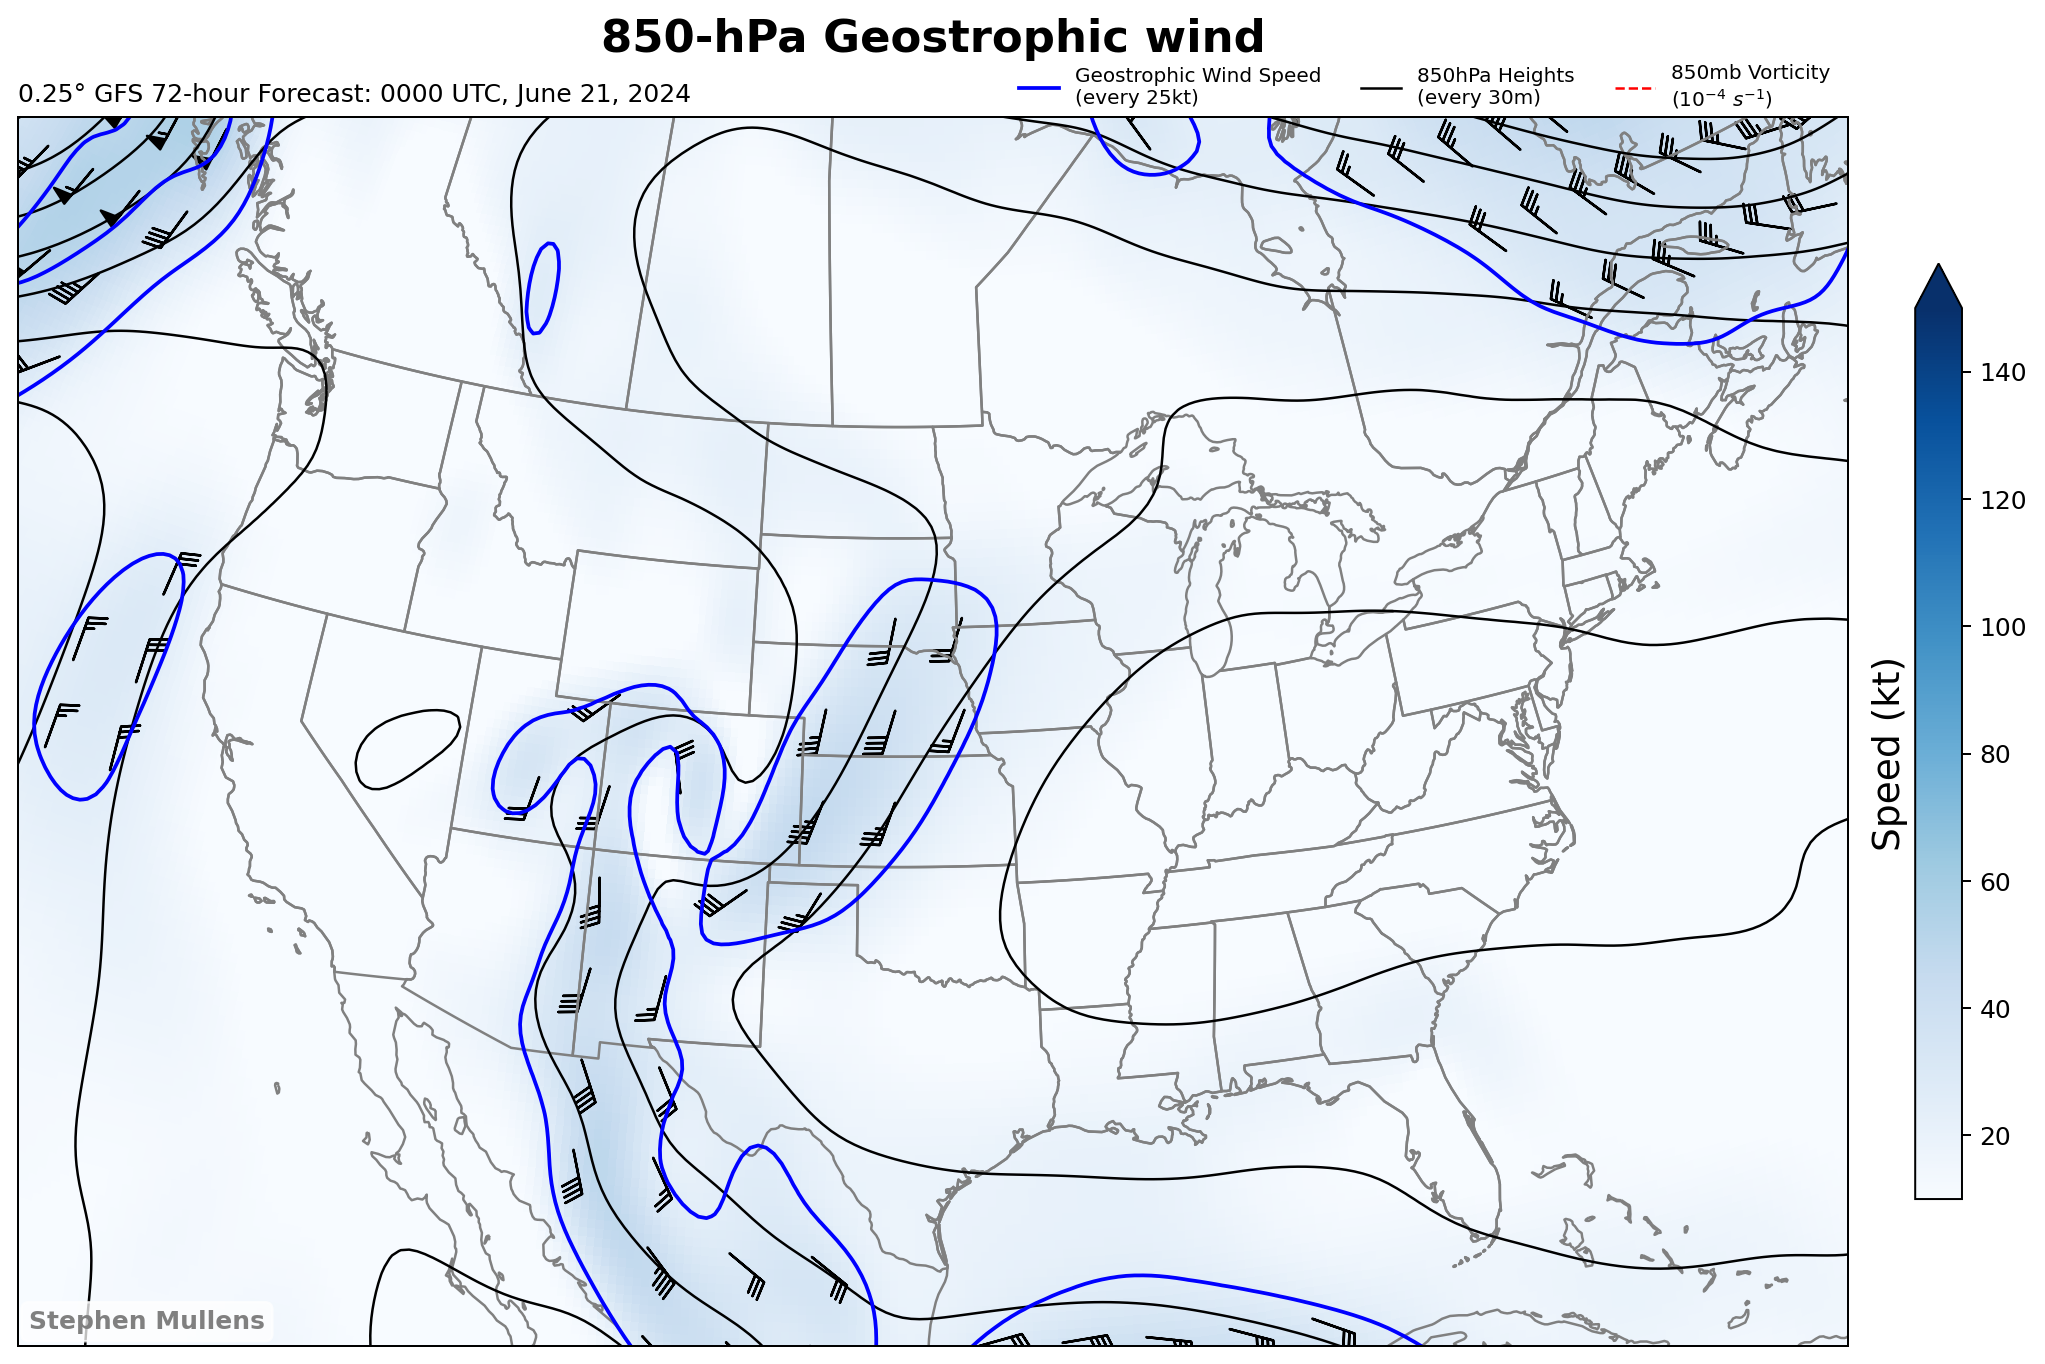 850-hPa Geostrophic wind
0.25° GFS 72-hour Forecast: 0000 UTC, June 21, 2024
Geostrophic Wind Speed
(every 25kt)
850hPa Heights
(every 30m)
850mb Vorticity
(10⁻⁴ s⁻¹)
140
120
100
80
60
40
20
Speed (kt)
Stephen Mullens